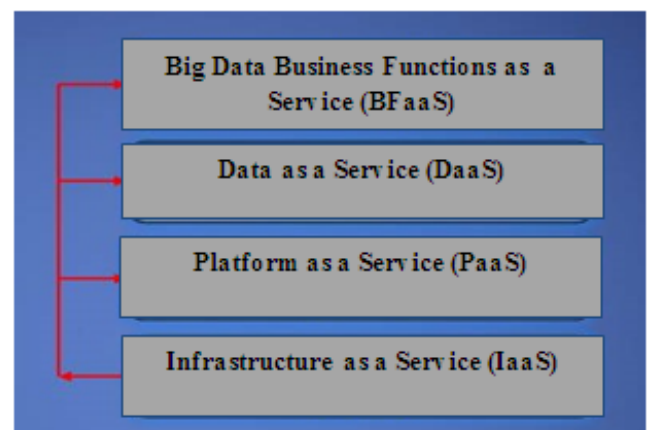 Big Data Business Functions as a
Service (BFaaS)
Data as a Service (DaaS)
Platform as a Service (PaaS)
Infrastructure as a Service (IaaS)